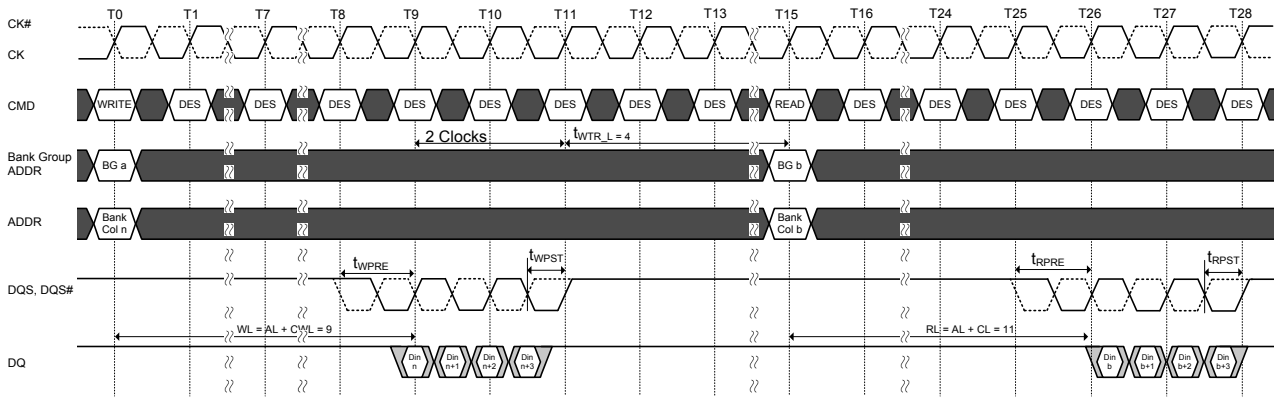 CK#
T0 T1 T7 T8 T9 T10 T11 T12 T13 T15 T16 T24 T25 T26 T27 T28
CK
CMD WRITE DES DES DES DES DES DES DES DES READ DES DES DES DES DES DES
2 Clocks tWTR_L = 4
Bank Group
ADDR
BG a BG b
ADDR
Bank
Col n
Bank
Col b
tWPRE tWPST tRPRE tRPST
DQS, DQS#
WL = AL + CWL = 9 RL = AL + CL = 11
DQ
Din
n
Din
n+1
Din
n+2
Din
n+3
Din
b
Din
b+1
Din
b+2
Din
b+3